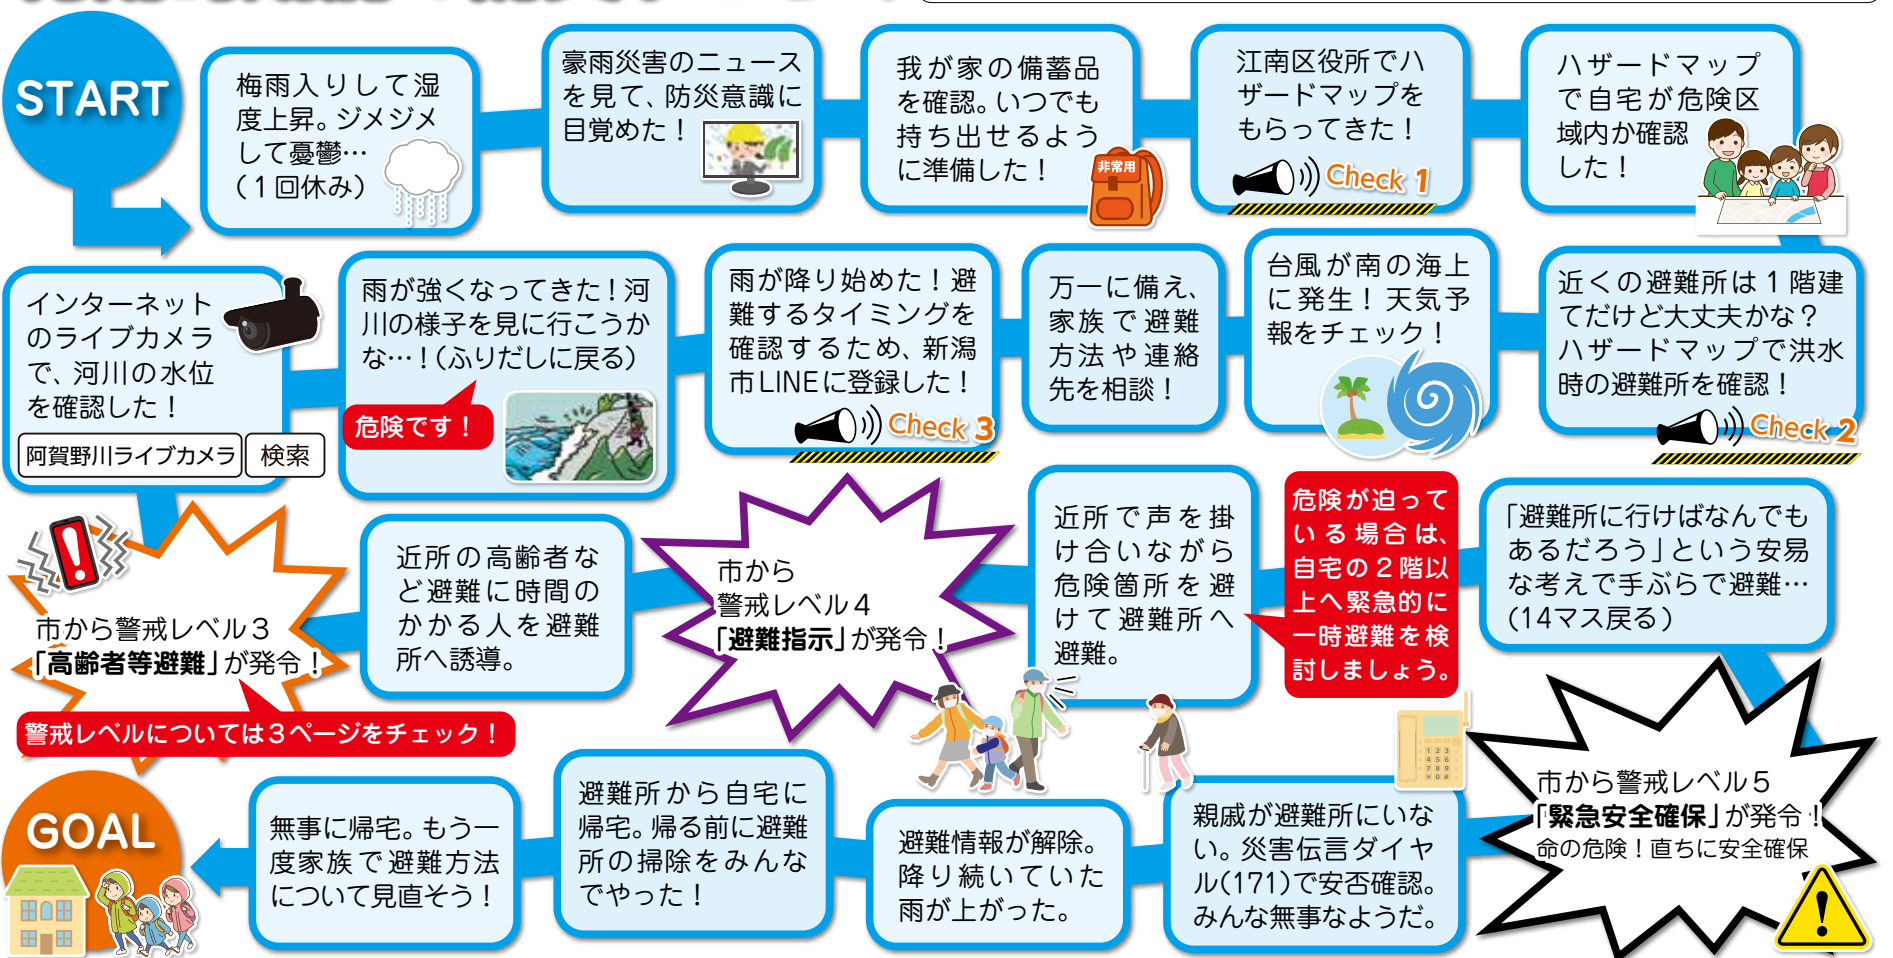 START
梅雨入りして湿
度上昇。ジメジメ
して憂鬱…
(1回休み)
豪雨災害のニュース
を見て、防災意識に
目覚めた!
我が家の備蓄品
を確認。いつでも
持ち出せるよう
に準備した!
非常用
江南区役所でハ
ザードマップを
もらってきた!
Check 1
ハザードマップ
で自宅が危険区
域内か確認
した!
近くの避難所は1階建
てだけど大丈夫かな?
ハザードマップで洪水
時の避難所を確認!
Check 2
台風が南の海上
に発生!天気予
報をチェック!
万一に備え、
家族で避難
方法や連絡
先を相談!
雨が降り始めた!避
難するタイミングを
確認するため、新潟
市LINEに登録した!
Check 3
雨が強くなってきた!河
川の様子を見に行こうか
な…!(ふりだしに戻る)
危険です!
インターネット
のライブカメラ
で、河川の水位
を確認した!
阿賀野川ライブカメラ 検索
市から警戒レベル3
「高齢者等避難」が発令!
警戒レベルについては3ページをチェック!
近所の高齢者な
ど避難に時間の
かかる人を避難
所へ誘導。
市から
警戒レベル4
「避難指示」が発令!
近所で声を掛
け合いながら
危険箇所を避
けて避難所へ
避難。
危険が迫って
いる場合は、
自宅の2階以
上へ緊急的に
一時避難を検
討しましょう。
「避難所に行けばなんでも
あるだろう」という安易
な考えで手ぶらで避難…
(14マス戻る)
市から警戒レベル5
「緊急安全確保」が発令!
命の危険!直ちに安全確保
親戚が避難所にいな
い。災害伝言ダイヤ
ル(171)で安否確認。
みんな無事なようだ。
避難情報が解除。
降り続いていた
雨が上がった。
避難所から自宅に
帰宅。帰る前に避難
所の掃除をみんな
でやった!
無事に帰宅。もう一
度家族で避難方法
について見直そう!
GOAL